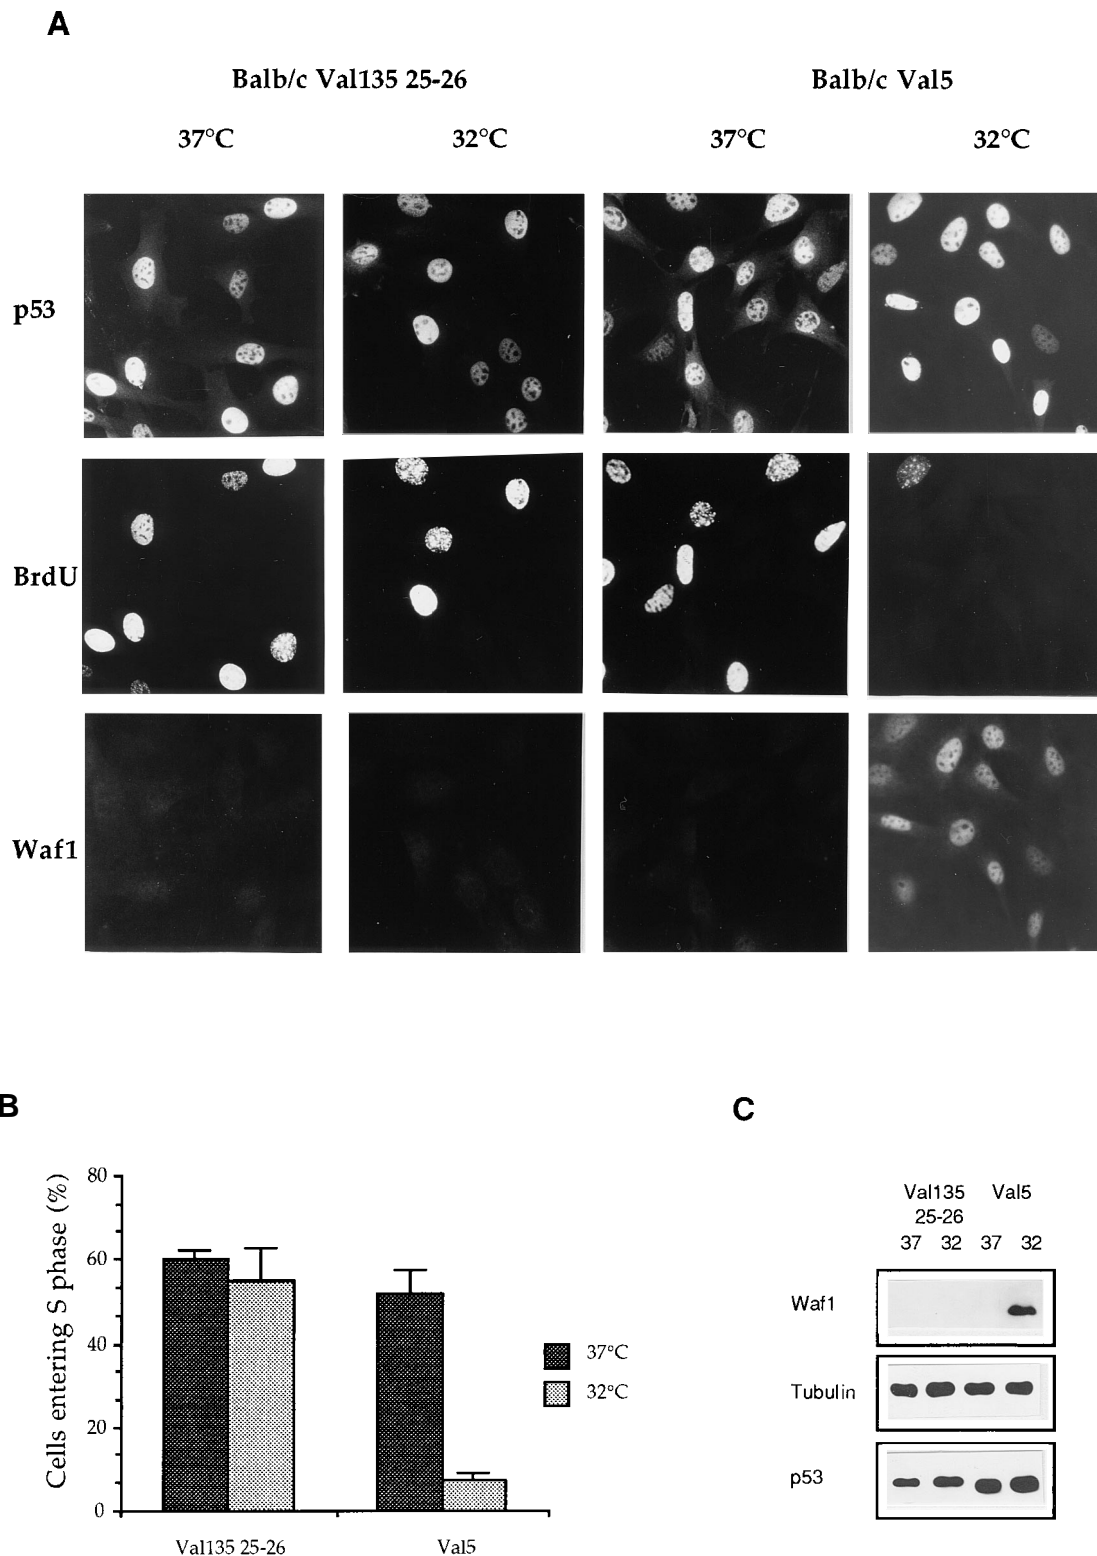 A
Balb/c Val135 25-26
Balb/c Val5
37°C
32°C
37°C
32°C
p53
BrdU
Waf1
B
Cells entering S phase (%)
80
60
40
20
0
Val135 25-26
Val5
37°C
32°C
C
Val135
25-26
Val5
37
32
37
32
Waf1
Tubulin
p53